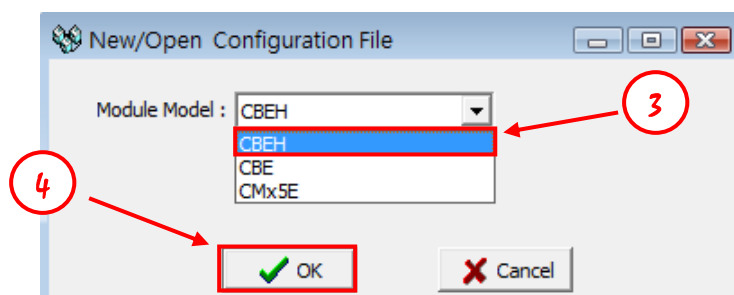 New/Open Configuration File
Module Model : CBEH
3
CBEH
CBE
CMx5E
4
OK Cancel